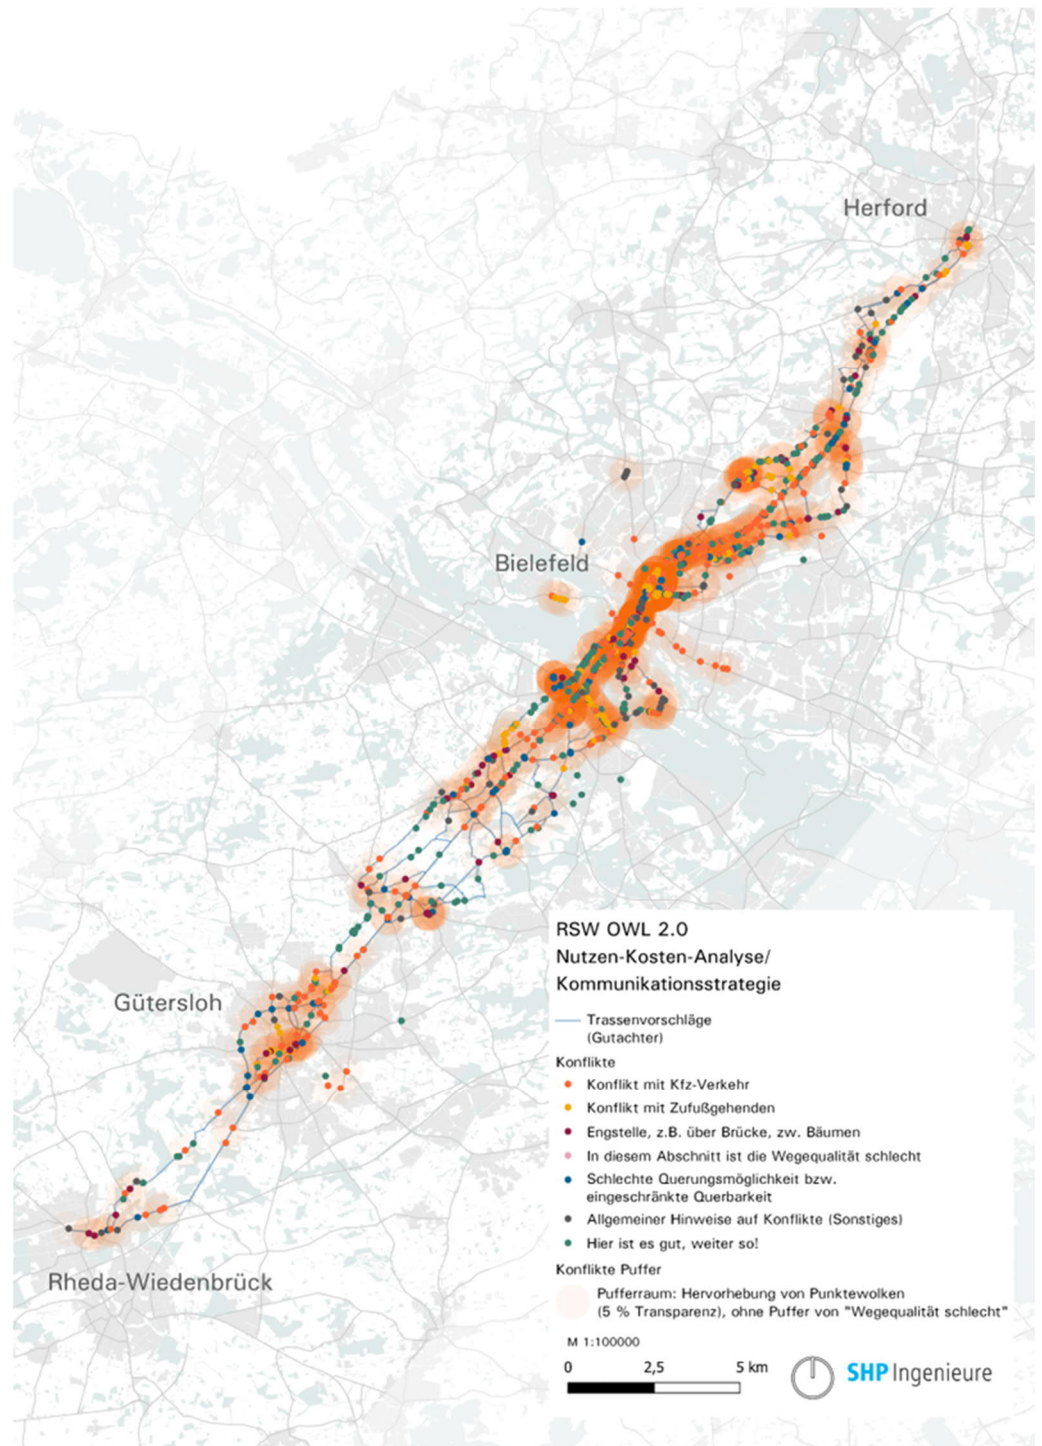 Herford
Bielefeld
Gütersloh
Rheda-Wiedenbrück
RSW OWL 2.0
Nutzen-Kosten-Analyse/
Kommunikationsstrategie
Trassenvorschläge
(Gutachter)
Konflikte
Konflikt mit Kfz-Verkehr
Konflikt mit Zufußgehenden
Engstelle, z.B. über Brücke, zw. Bäumen
In diesem Abschnitt ist die Wegequalität schlecht
Schlechte Querungsmöglichkeit bzw.
eingeschränkte Querbarkeit
Allgemeiner Hinweise auf Konflikte (Sonstiges)
Hier ist es gut, weiter so!
Konflikte Puffer
Pufferraum: Hervorhebung von Punktewolken
(5 % Transparenz), ohne Puffer von "Wegequalität schlecht"
M 1:100000
0 2,5 5 km
SHP Ingenieure